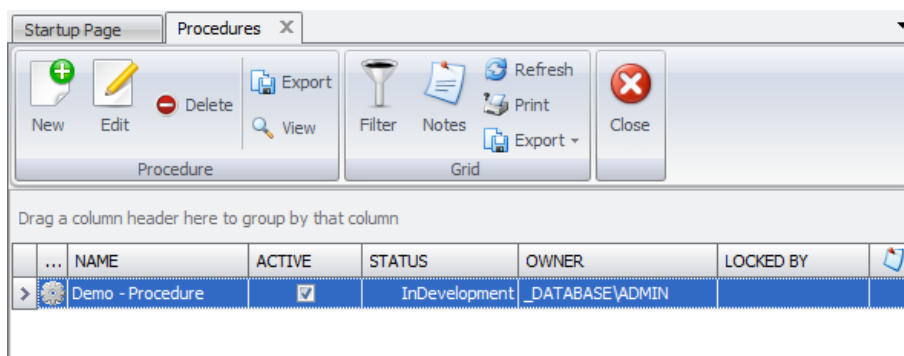 Startup Page Procedures X
New Edit Delete Export View Filter Notes Refresh Print Export Close
Procedure Grid
Drag a column header here to group by that column
... NAME ACTIVE STATUS OWNER LOCKED BY
Demo - Procedure InDevelopment _DATABASE\ADMIN